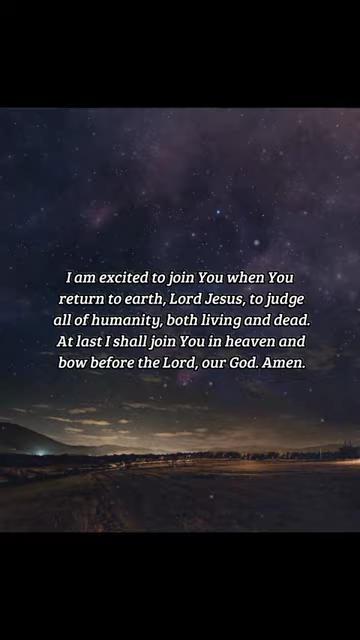 I am excited to join You when You
return to earth, Lord Jesus, to judge
all of humanity, both living and dead.
At last I shall join You in heaven and
bow before the Lord, our God. Amen.